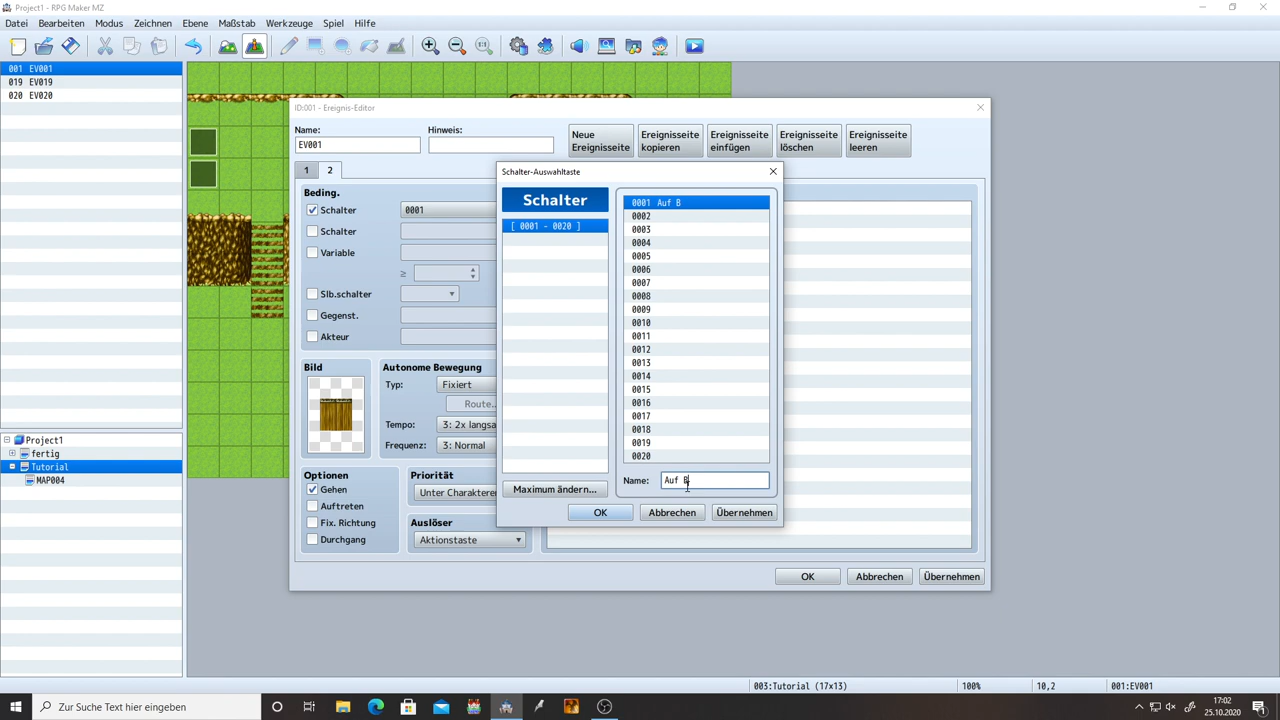 Project1 - RPG Maker MZ
Datei Bearbeiten Modus Zeichnen Ebene Maßstab Werkzeuge Spiel Hilfe
001 EV001
019 EV019
020 EV020
ID:001 - Ereignis-Editor
Name:
Hinweis:
EV001
Neue Ereignisseite
Ereignisseite kopieren
Ereignisseite einfügen
Ereignisseite löschen
Ereignisseite leeren
1 2
Beding.
Schalter
0001
Schalter
Variable
≥
Slb.schalter
Gegenst.
Akteur
Bild
Autonome Bewegung
Typ:
Fixiert
Route..
Tempo:
3: 2x langsa
Frequenz:
3: Normal
Optionen
Gehen
Auftreten
Fix. Richtung
Durchgang
Priorität
Unter Charaktere
Auslöser
Aktionstaste
OK Abbrechen Übernehmen
Schalter-Auswahltaste
Schalter
[ 0001 - 0020 ]
Maximum ändern...
0001 Auf B
0002
0003
0004
0005
0006
0007
0008
0009
0010
0011
0012
0013
0014
0015
0016
0017
0018
0019
0020
Name:
Auf B
OK Abbrechen Übernehmen
Project1
fertig
Tutorial
MAP004
003:Tutorial (17×13)
100%
10,2
001:EV001
Zur Suche Text hier eingeben
17:02
25.10.2020
1